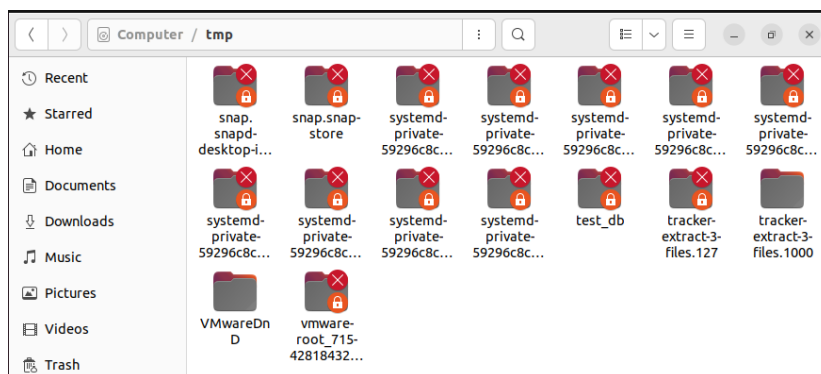 Computer / tmp
Recent
Starred
Home
Documents
Downloads
Music
Pictures
Videos
Trash
snap.
snapd-
desktop-i...
snap.snap-
store
systemd-
private-
59296c8c...
systemd-
private-
59296c8c...
systemd-
private-
59296c8c...
systemd-
private-
59296c8c...
systemd-
private-
59296c8c...
systemd-
private-
59296c8c...
systemd-
private-
59296c8c...
systemd-
private-
59296c8c...
systemd-
private-
59296c8c...
test_db
tracker-
extract-3-
files.127
tracker-
extract-3-
files.1000
VMwareDn
D
vmware-
root_715-
42818432...